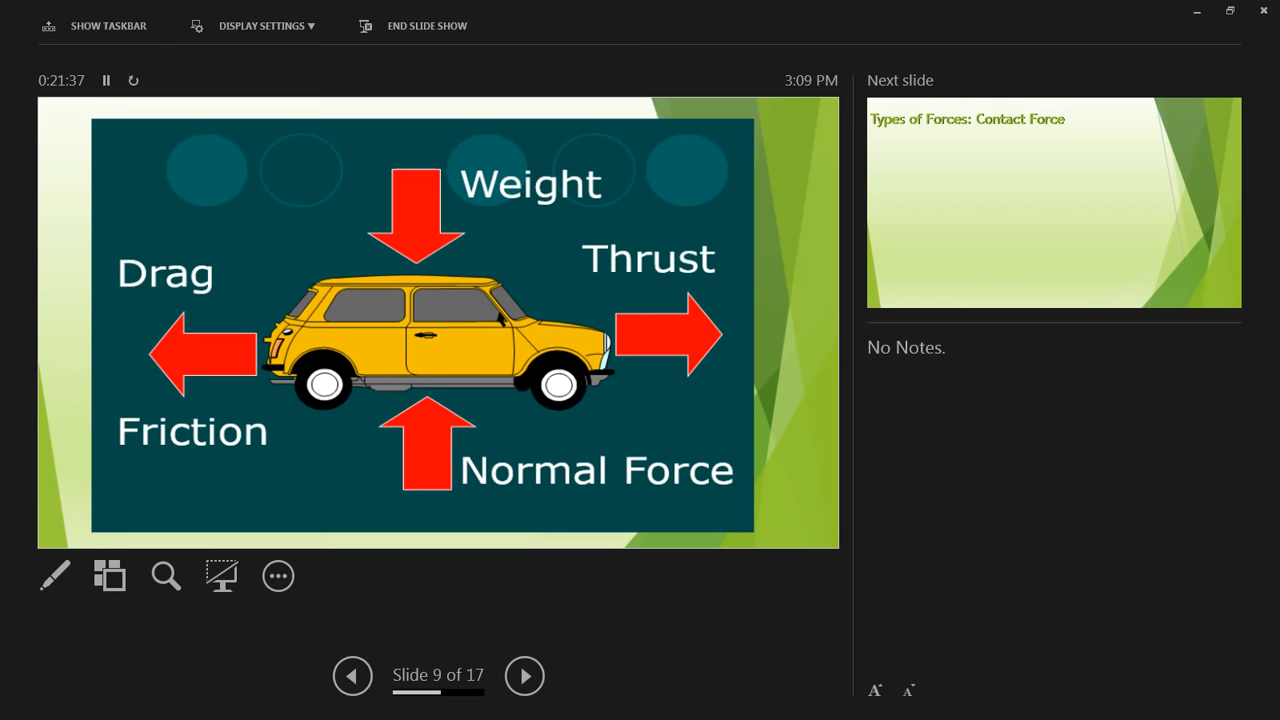 SHOW TASKBAR
DISPLAY SETTINGS ▼
END SLIDE SHOW
0:21:37
3:09 PM
Next slide
Weight
Thrust
Drag
Friction
Normal Force
Types of Forces: Contact Force
No Notes.
Slide 9 of 17
A A